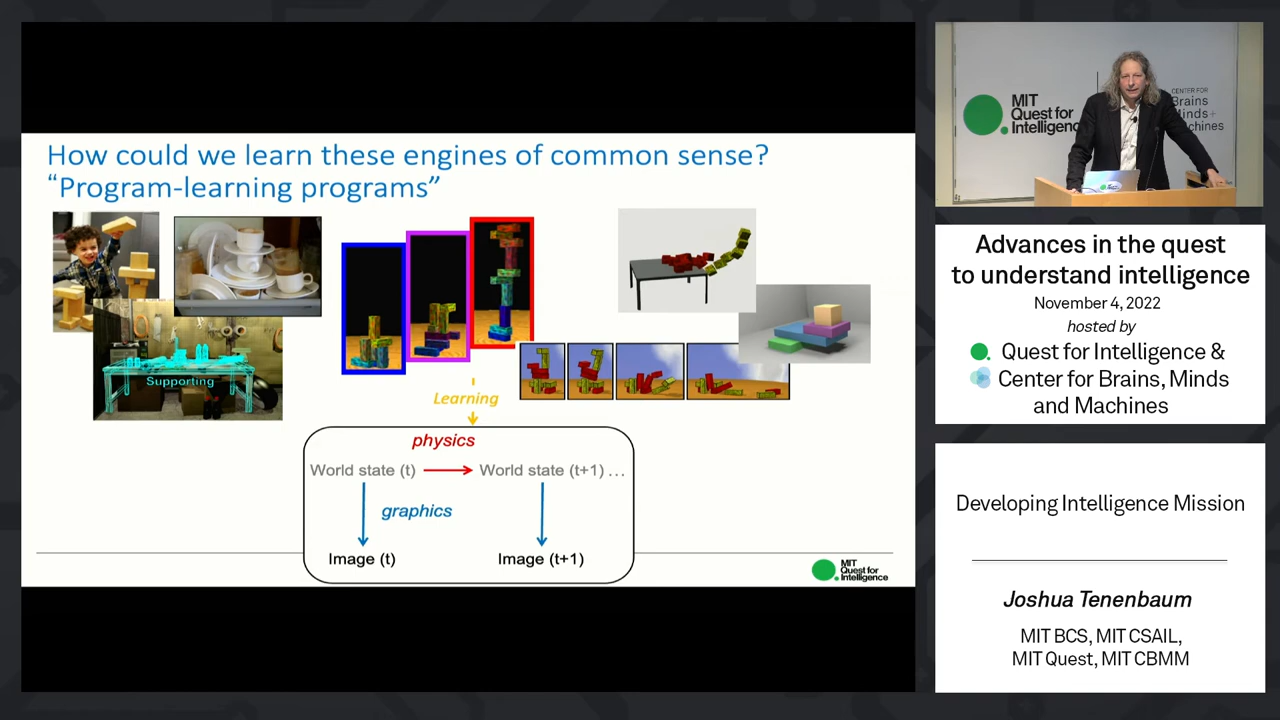 How could we learn these engines of common sense?
"Program-learning programs"
Supporting
Learning
physics
World state (t)
World state (t+1) ...
graphics
Image (t)
Image (t+1)
MIT
Quest for
Intelligence
MIT
Quest for
Intelligence
CENTER FOR
Brains
Minds+
Machines
Advances in the quest
to understand intelligence
November 4, 2022
hosted by
Quest for Intelligence &
Center for Brains, Minds
and Machines
Developing Intelligence Mission
Joshua Tenenbaum
MIT BCS, MIT CSAIL,
MIT Quest, MIT CBMM